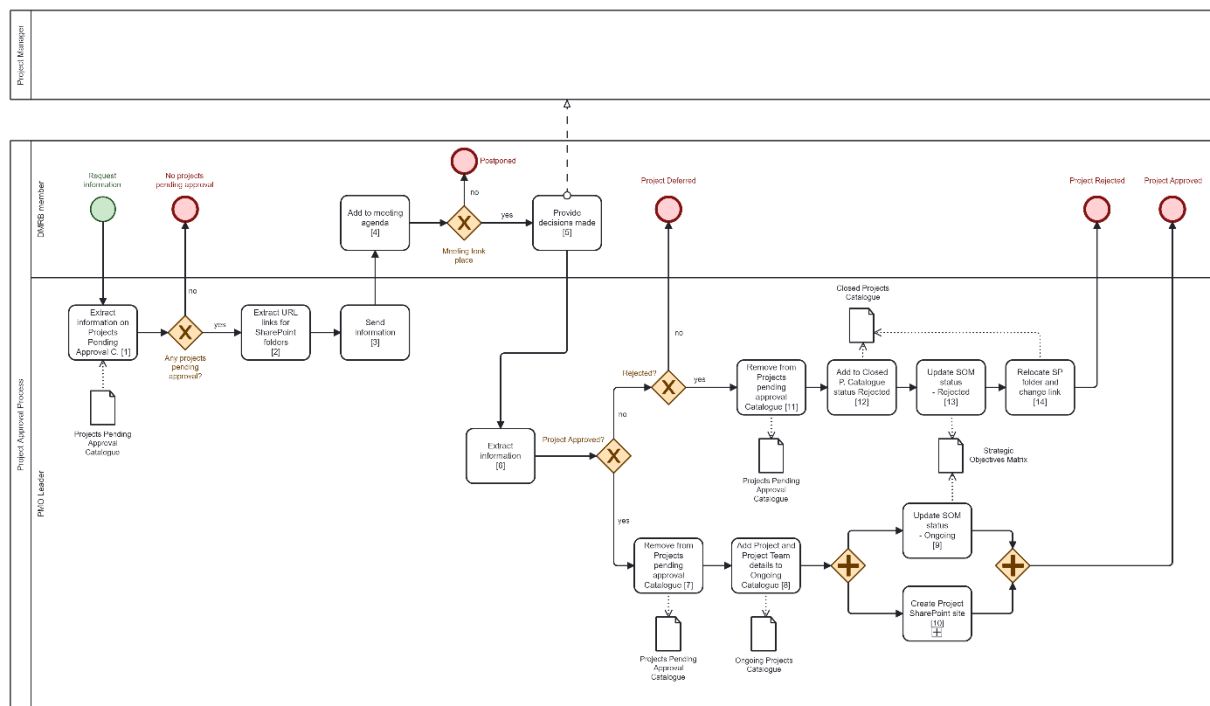 Project Manager
Project Approval Process
DMRB member
PMO Leader
Request
information
No projects
pending approval
no
Add to meeting
agenda
[4]
Postponed
no
Meeting took
place
yes
Provide
decisions made
[5]
Project Deferred
Project Rejected
Project Approved
Extract
information on
Projects
Pending
Approval C. [1]
Any projects
pending
approval?
yes
Extract URL
links for
SharePoint
folders
[2]
Send
information
[3]
Projects Pending
Approval
Catalogue
Extract
information
[6]
Project Approved?
no
Rejected?
no
yes
Remove from
Projects
pending
approval
Catalogue [11]
Projects Pending
Approval
Catalogue
Closed Projects
Catalogue
Add to Closed
P. Catalogue
status Rejected
[12]
Update SOM
status
- Rejected
[13]
Relocate SP
folder and
change link
[14]
Strategic
Objectives Matrix
yes
Remove from
Projects
pending
approval
Catalogue [7]
Projects Pending
Approval
Catalogue
Add Project and
Project Team
details to
Ongoing
Catalogue [8]
Ongoing Projects
Catalogue
Update SOM
status
- Ongoing
[9]
Create Project
SharePoint site
[10]